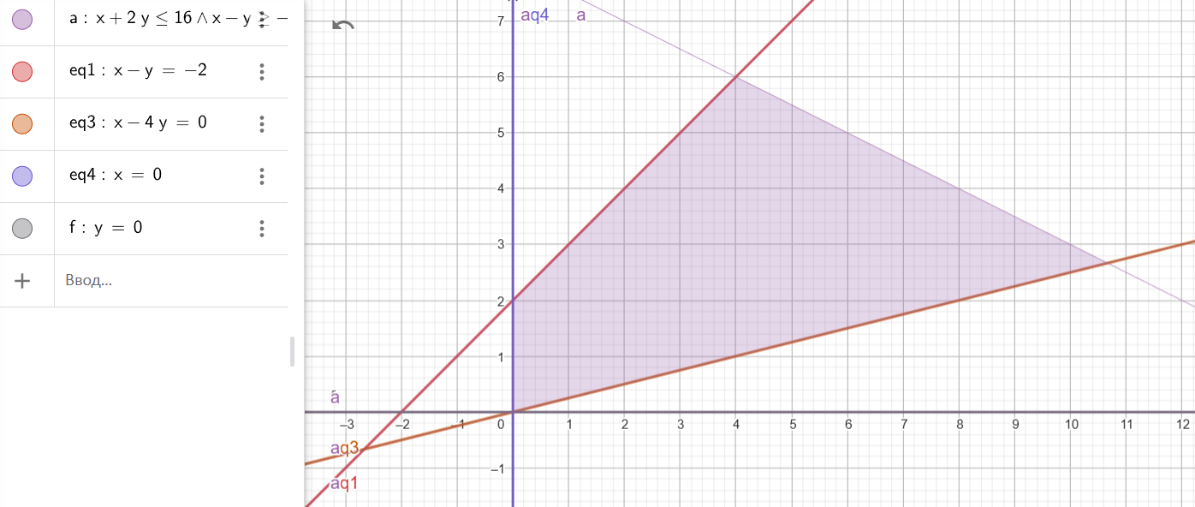 a : x + 2 y ≤ 16 ∧ x − y ≥ −
eq1 : x − y = −2
eq3 : x − 4 y = 0
eq4 : x = 0
f : y = 0
+ Ввод...
aq4 a
7
6
5
4
3
2
1
a
−3 −2 −1 0 1 2 3 4 5 6 7 8 9 10 11 12
aq3
−1
aq1